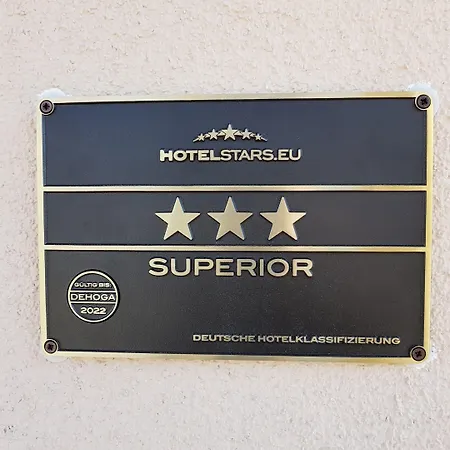 HOTELSTARS.EU
SUPERIOR
GÜLTIG BIS:
DEHOGA
2022
DEUTSCHE HOTELKLASSIFIZIERUNG